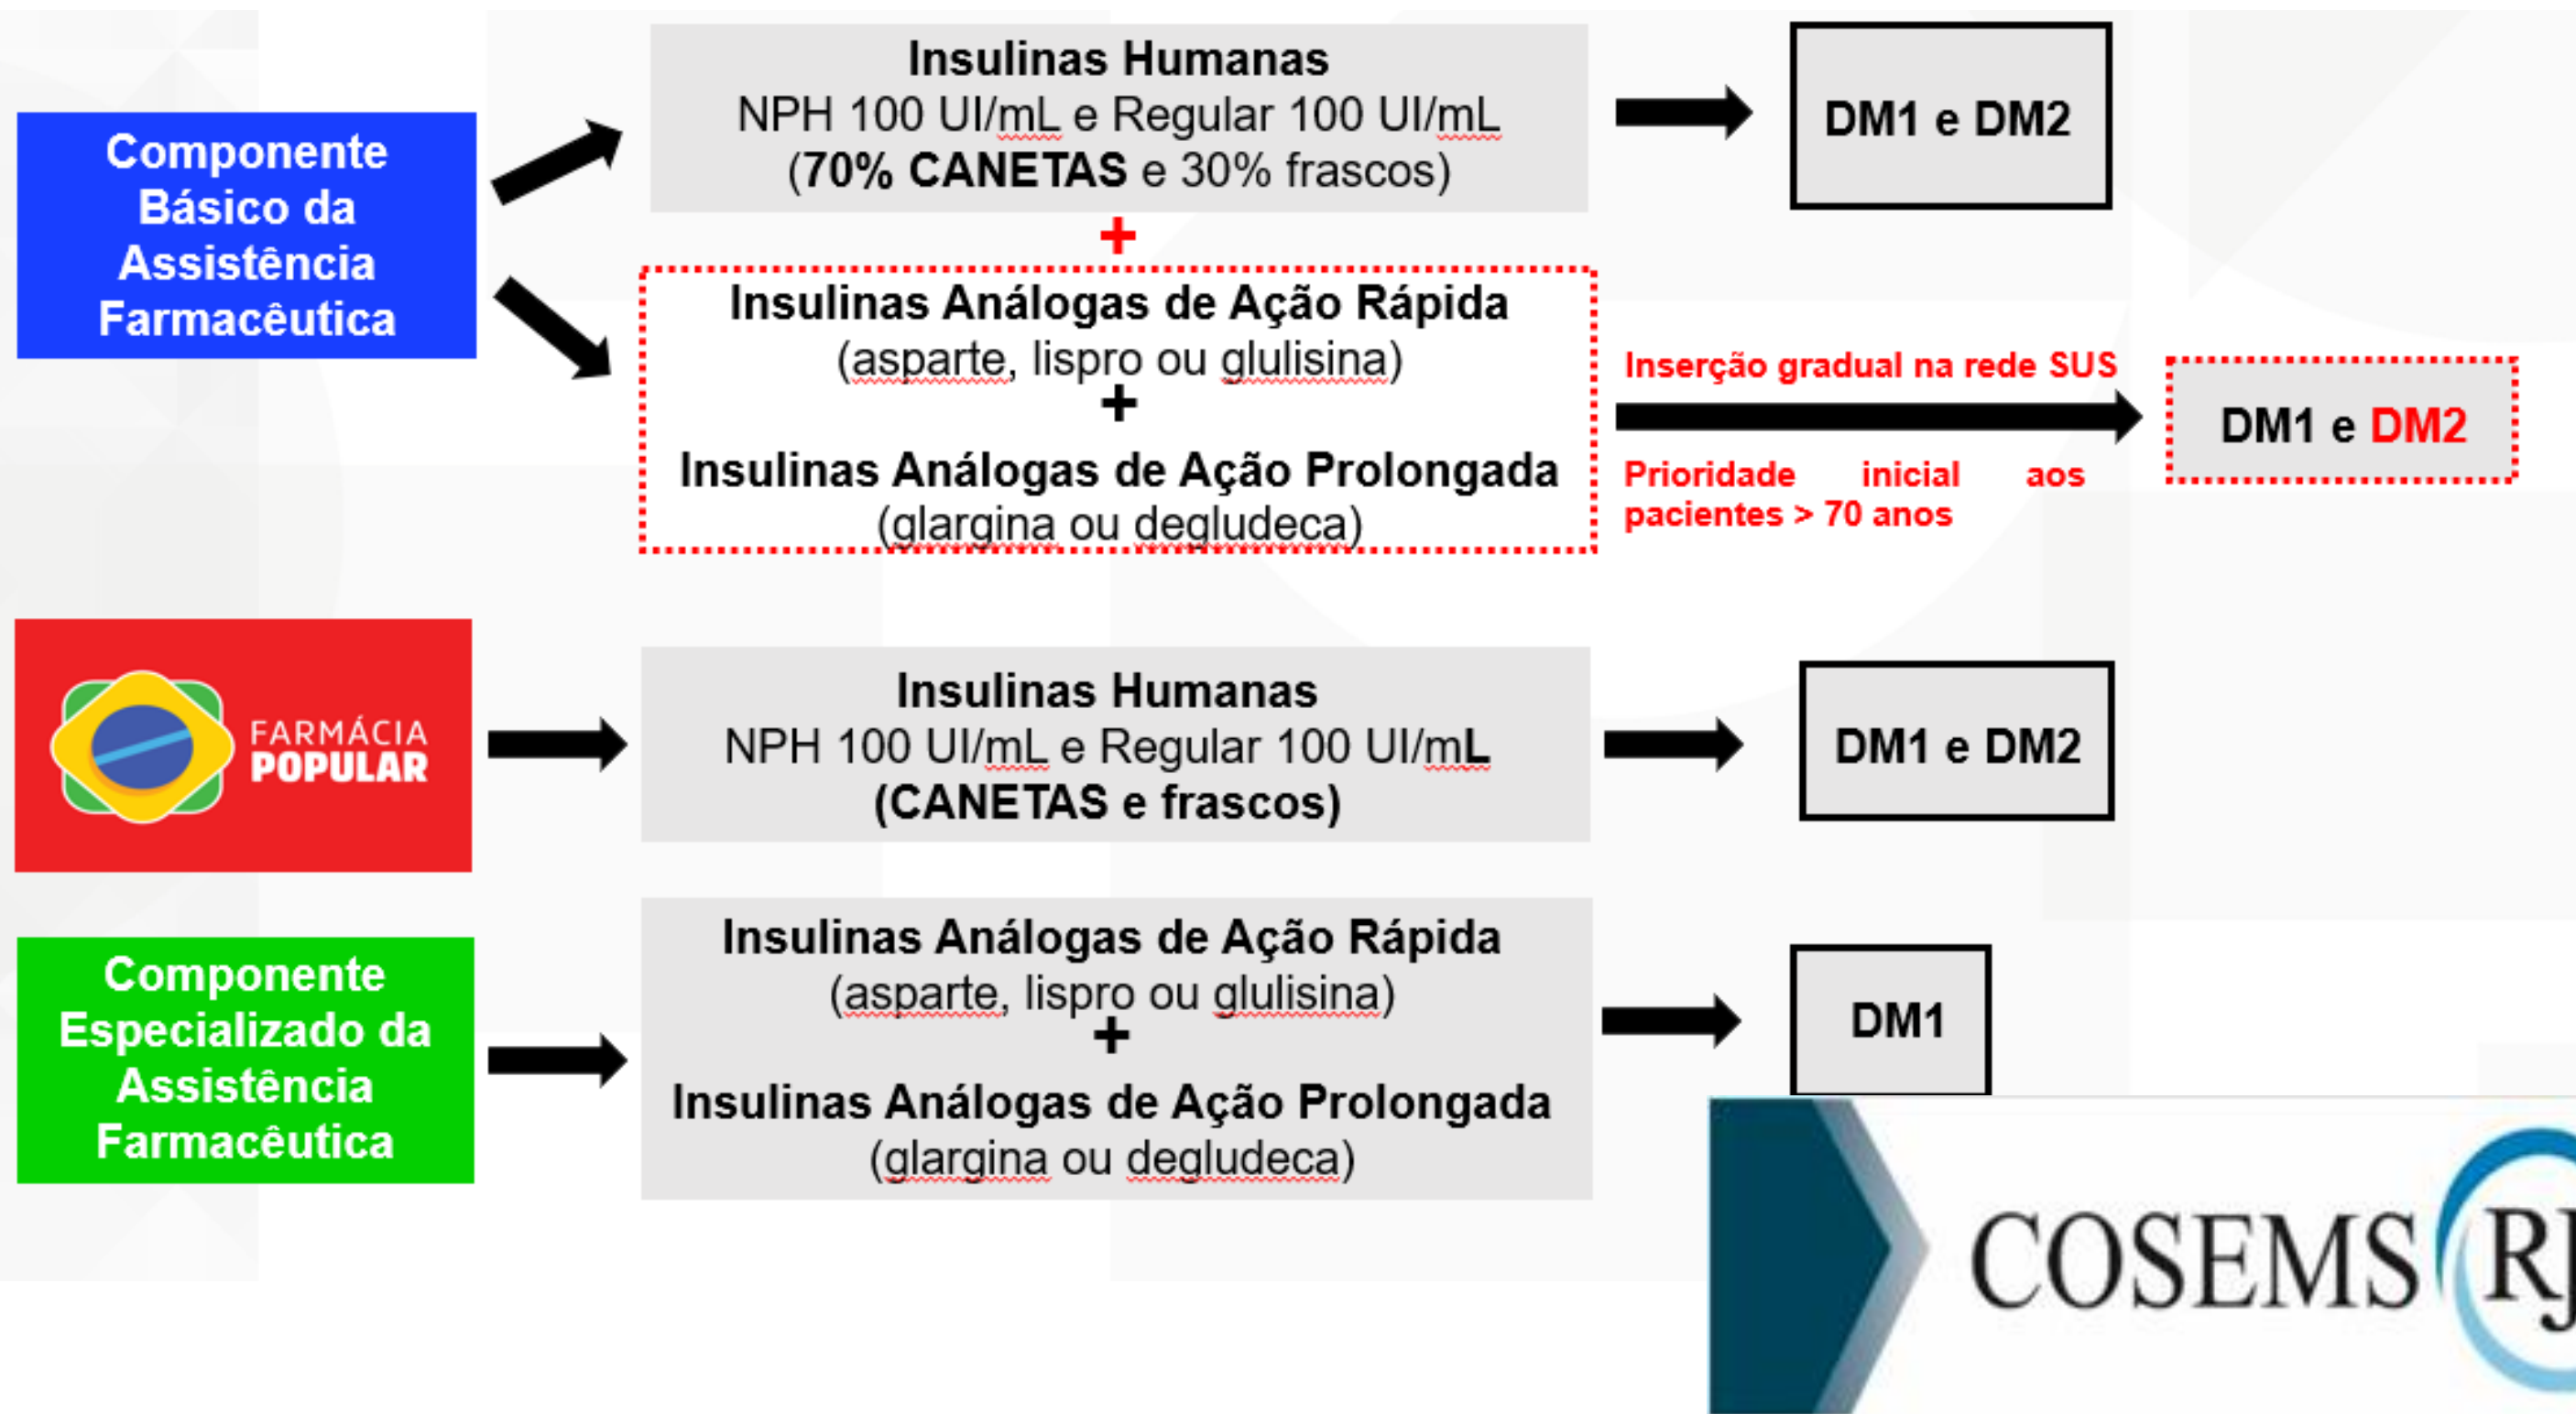 Componente
Básico da
Assistência
Farmacêutica
Insulinas Humanas
NPH 100 UI/mL e Regular 100 UI/mL
(70% CANETAS e 30% frascos)
DM1 e DM2
+
Insulinas Análogas de Ação Rápida
(asparte, lispro ou glulisina)
+
Insulinas Análogas de Ação Prolongada
(glargina ou degludeca)
Inserção gradual na rede SUS
Prioridade inicial aos
pacientes > 70 anos
DM1 e DM2
FARMÁCIA
POPULAR
Insulinas Humanas
NPH 100 UI/mL e Regular 100 UI/mL
(CANETAS e frascos)
DM1 e DM2
Componente
Especializado da
Assistência
Farmacêutica
Insulinas Análogas de Ação Rápida
(asparte, lispro ou glulisina)
+
Insulinas Análogas de Ação Prolongada
(glargina ou degludeca)
DM1
COSEMS RJ